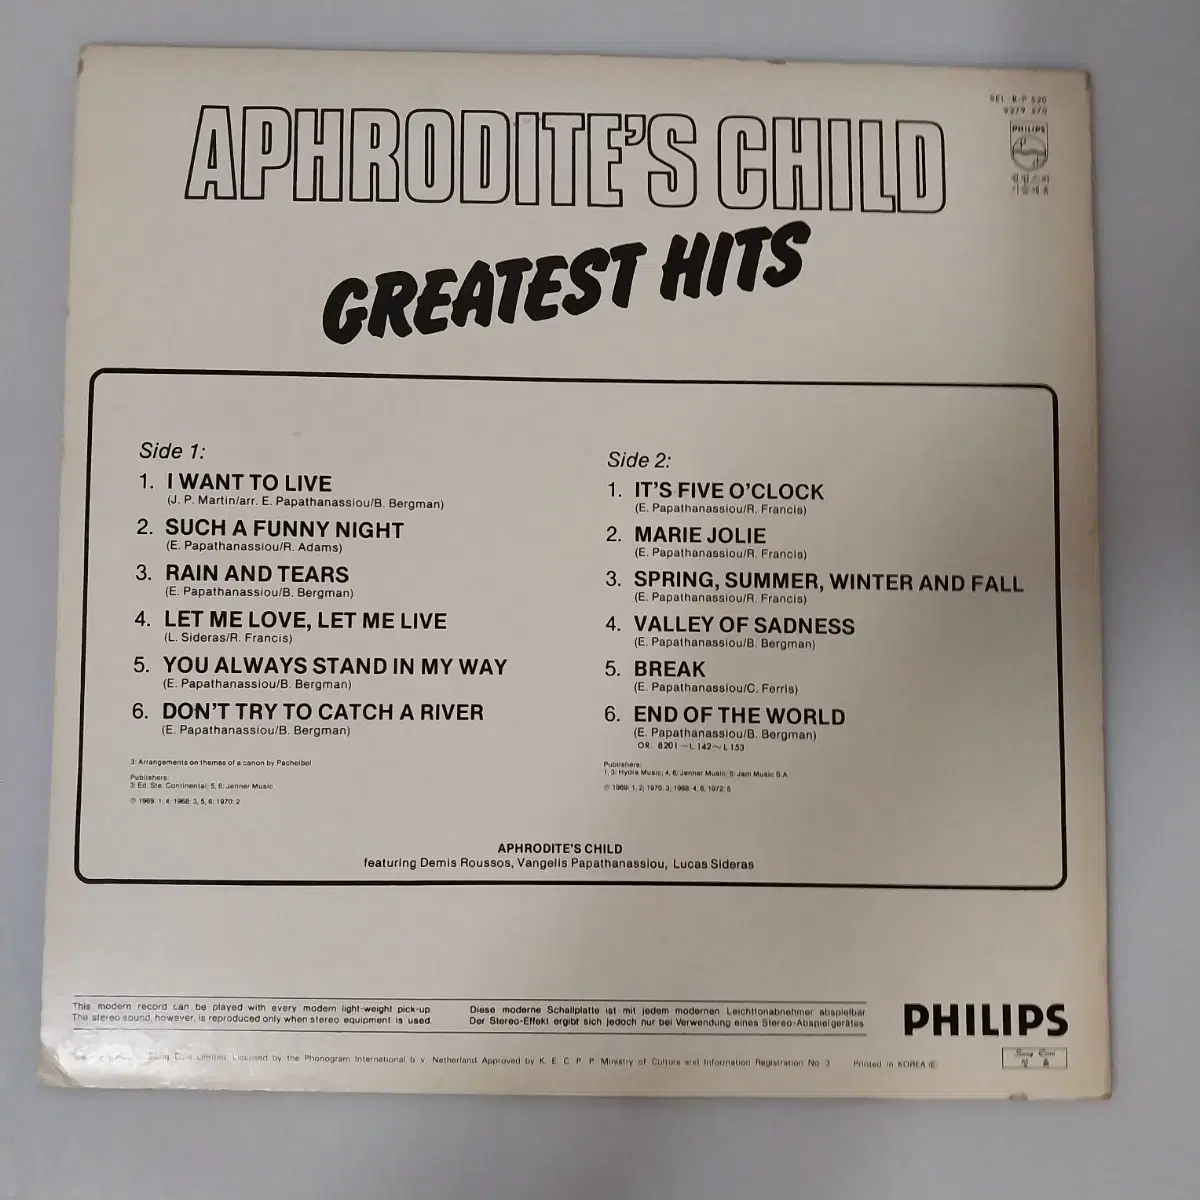 SEL R-P 520
APHRODITE'S CHILD
PHILIPS
GREATEST HITS
Side 1:
1. I WANT TO LIVE
(J. P. Martin/arr. E. Papathanassiou/B. Bergman)
2. SUCH A FUNNY NIGHT
(E. Papathanassiou/R. Adams)
3. RAIN AND TEARS
(E. Papathanassiou/B. Bergman)
4. LET ME LOVE, LET ME LIVE
(L. Sideras/R. Francis)
5. YOU ALWAYS STAND IN MY WAY
(E. Papathanassiou/B. Bergman)
6. DON'T TRY TO CATCH A RIVER
(E. Papathanassiou/B. Bergman)
3: Arrangements on themes of a canon by Pachelbel
Publishers:
3: Ed. Ste. Continental; 5, 6: Jenner Music
℗ 1969: 1, 4; 1968: 3, 5, 6; 1970: 2
Side 2:
1. IT'S FIVE O'CLOCK
(E. Papathanassiou/R. Francis)
2. MARIE JOLIE
(E. Papathanassiou/R. Francis)
3. SPRING, SUMMER, WINTER AND FALL
(E. Papathanassiou/R. Francis)
4. VALLEY OF SADNESS
(E. Papathanassiou/B. Bergman)
5. BREAK
(E. Papathanassiou/C. Ferris)
6. END OF THE WORLD
(E. Papathanassiou/B. Bergman)
OR. 8201-L 142~L 153
Publishers:
1, 3: Hydra Music; 4, 6: Jenner Music; 5: Jam Music S.A.
℗ 1969: 1, 2; 1970: 3; 1968: 4, 6; 1972: 5
APHRODITE'S CHILD
featuring Demis Roussos, Vangelis Papathanassiou, Lucas Sideras
This modern record can be played with every modern light-weight pick-up.
The stereo sound, however, is reproduced only when stereo equipment is used.
Diese moderne Schallplatte ist mit jedem modernen Leichttonabnehmer abspielbar
Der Stereo-Effekt ergibt sich jedoch nur bei Verwendung eines Stereo-Abspielgerätes
PHILIPS
Sung Eum Limited. Licensed by the Phonogram International b. v. Netherland. Approved by K. E. C. P. P. Ministry of Culture and Information Registration No. 3 Printed in KOREA (E)
Sung Eum
성 음